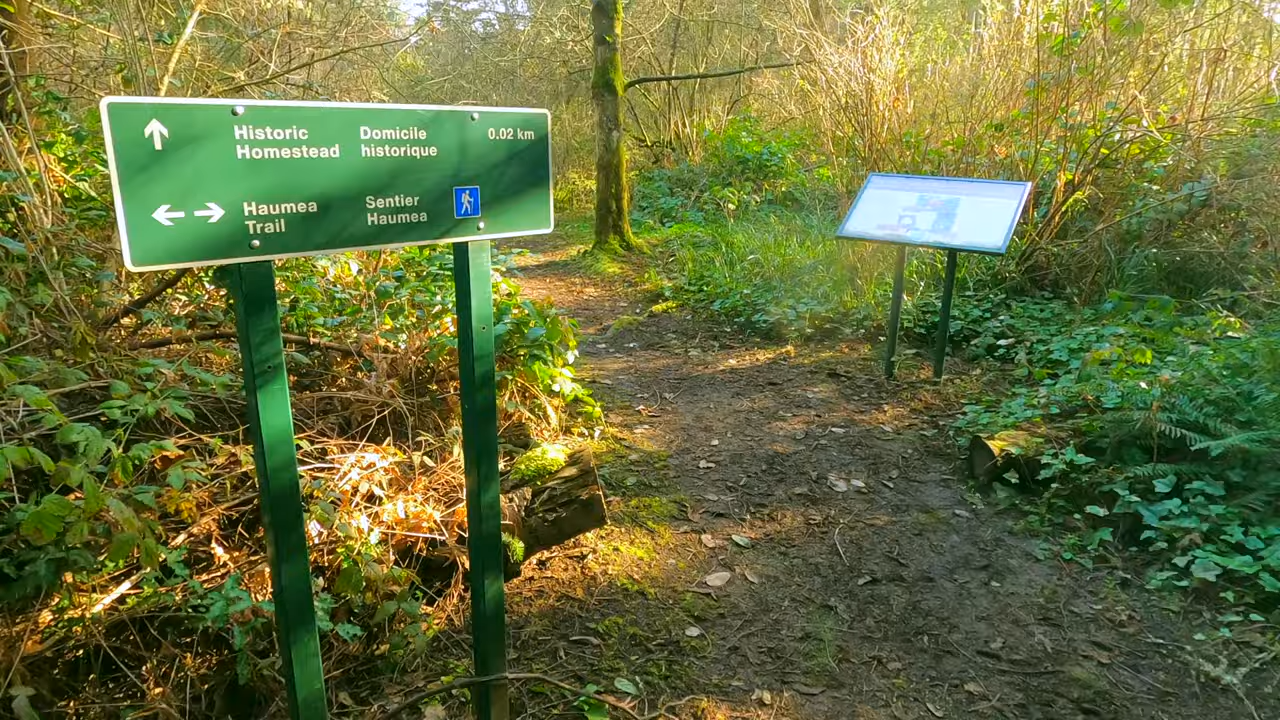 Historic Domicile 0.02 km
Homestead historique
Haumea Sentier
Trail Haumea